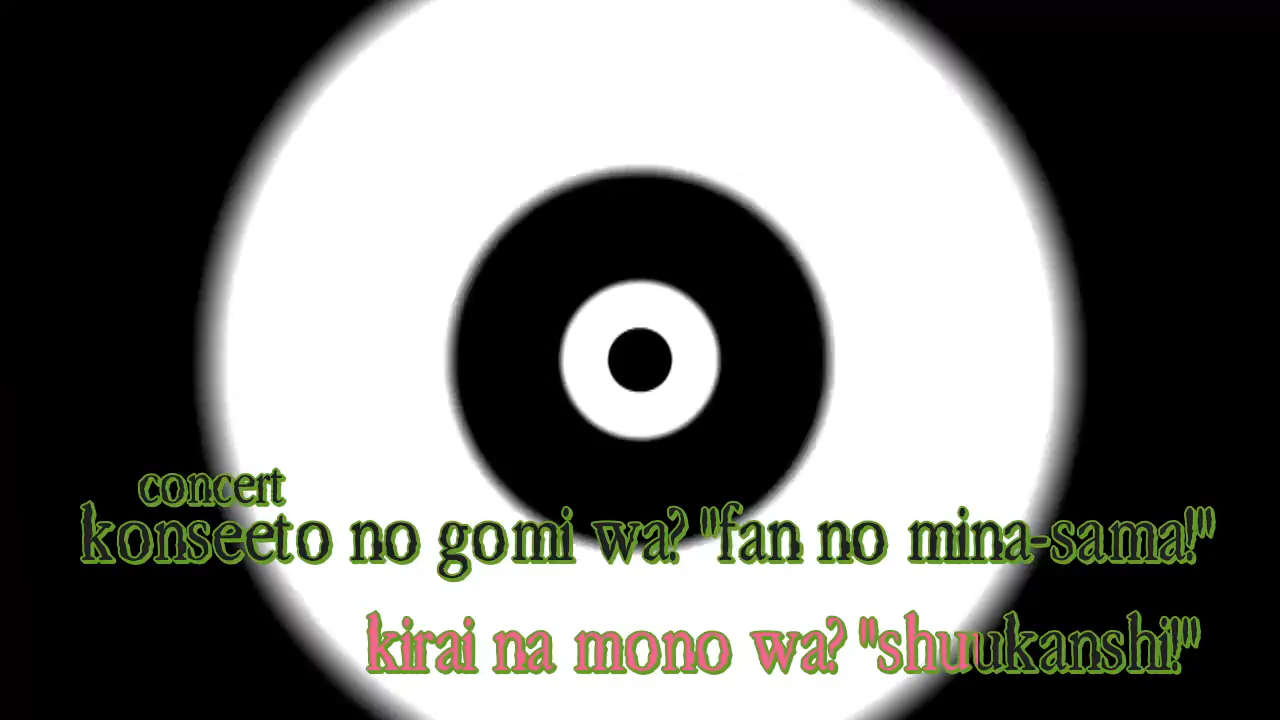 concert
konseeto no gomi wa? "fan no mina-sama!"
kirai na mono wa? "shuukanshi!"